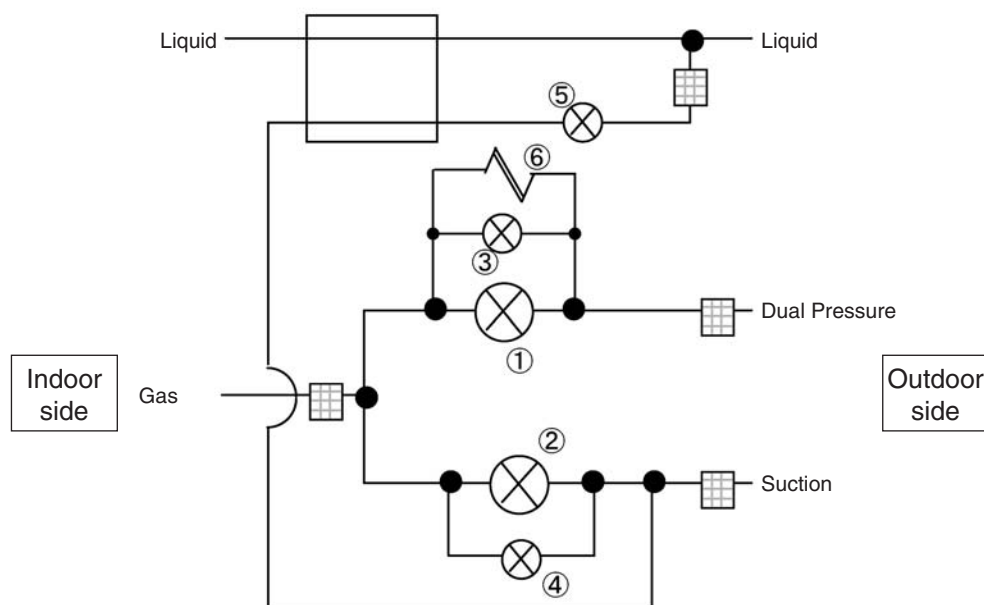 Liquid
Liquid
⑤
⑥
③
Dual Pressure
①
Indoor
side
Gas
Outdoor
side
②
Suction
④